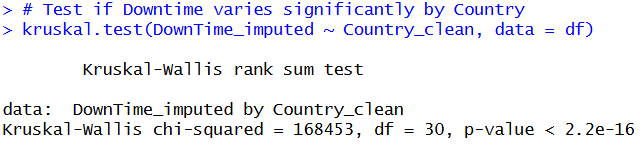 > # Test if Downtime varies significantly by Country
> kruskal.test(DownTime_imputed ~ Country_clean, data = df)
Kruskal-Wallis rank sum test
data:  DownTime_imputed by Country_clean
Kruskal-Wallis chi-squared = 168453, df = 30, p-value < 2.2e-16